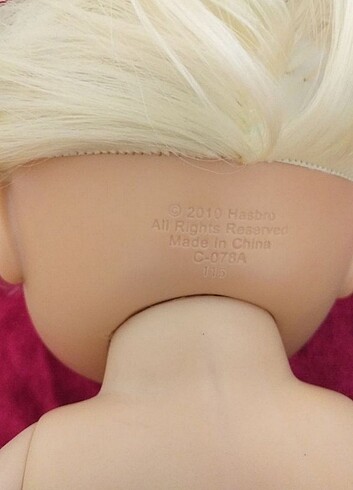 © 2010 Hasbro
All Rights Reserved
Made in China
C-078A